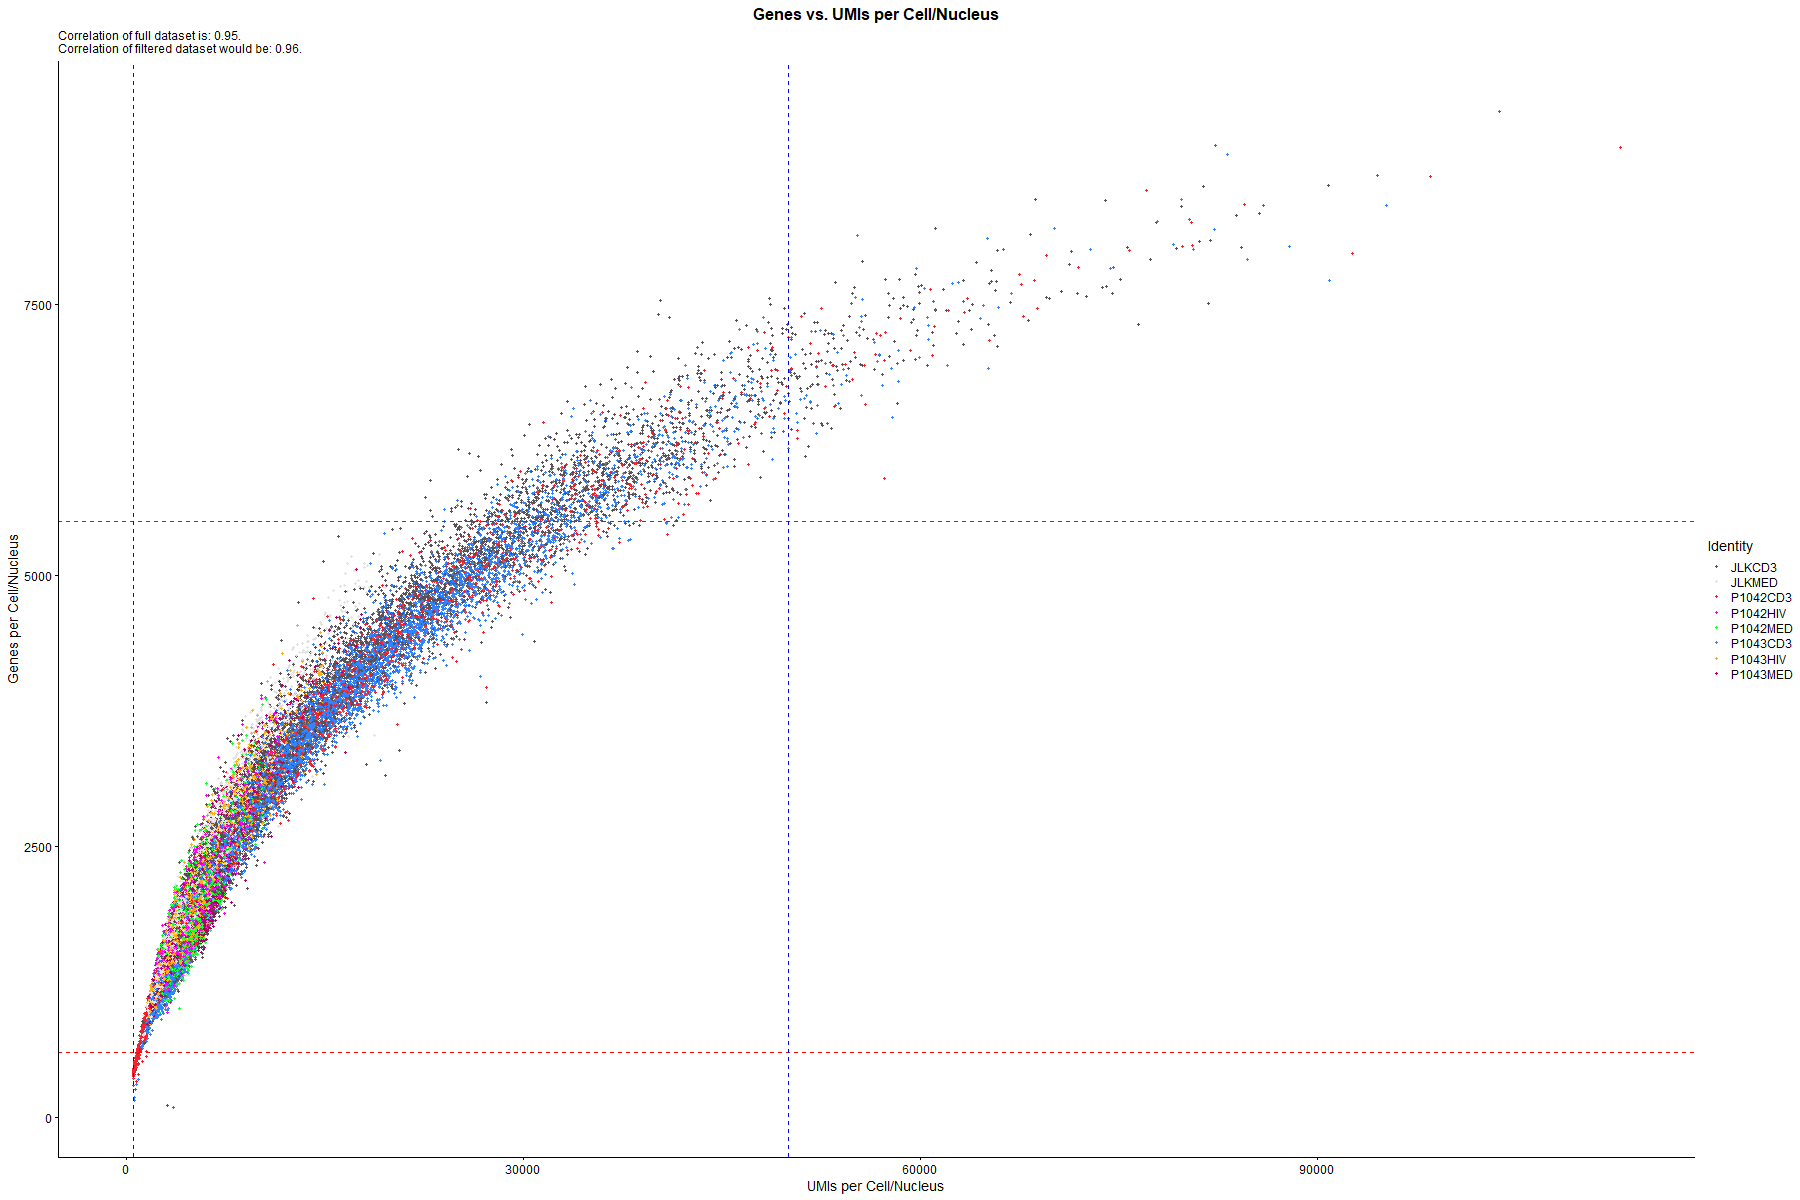 Genes vs. UMIs per Cell/Nucleus
Correlation of full dataset is: 0.95.
Correlation of filtered dataset would be: 0.96.
Genes per Cell/Nucleus
7500
5000
2500
0
0
30000
60000
90000
UMIs per Cell/Nucleus
Identity
JLKCD3
JLKMED
P1042CD3
P1042HIV
P1042MED
P1043CD3
P1043HIV
P1043MED